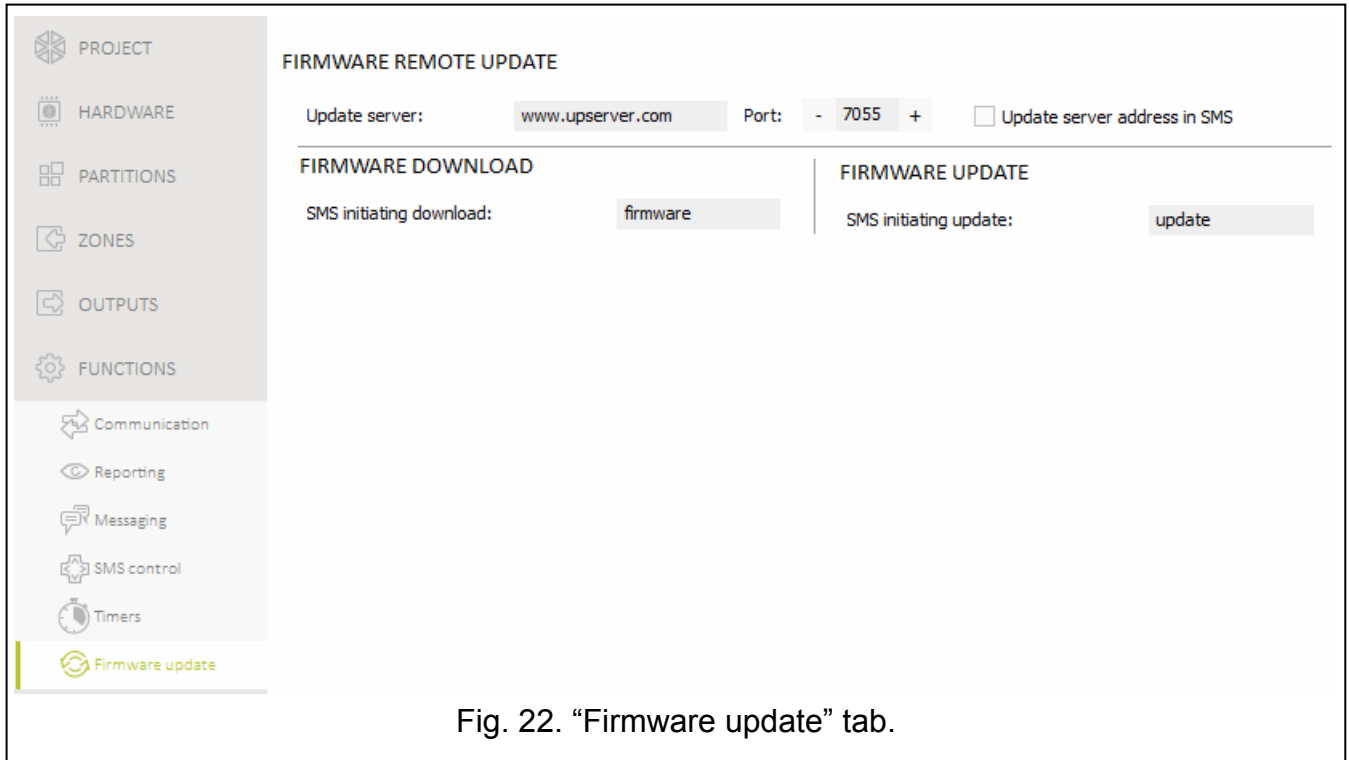 PROJECT
HARDWARE
PARTITIONS
ZONES
OUTPUTS
FUNCTIONS
Communication
Reporting
Messaging
SMS control
Timers
Firmware update
FIRMWARE REMOTE UPDATE
Update server: www.upserver.com Port: - 7055 + Update server address in SMS
FIRMWARE DOWNLOAD
SMS initiating download: firmware
FIRMWARE UPDATE
SMS initiating update: update
Fig. 22. “Firmware update” tab.